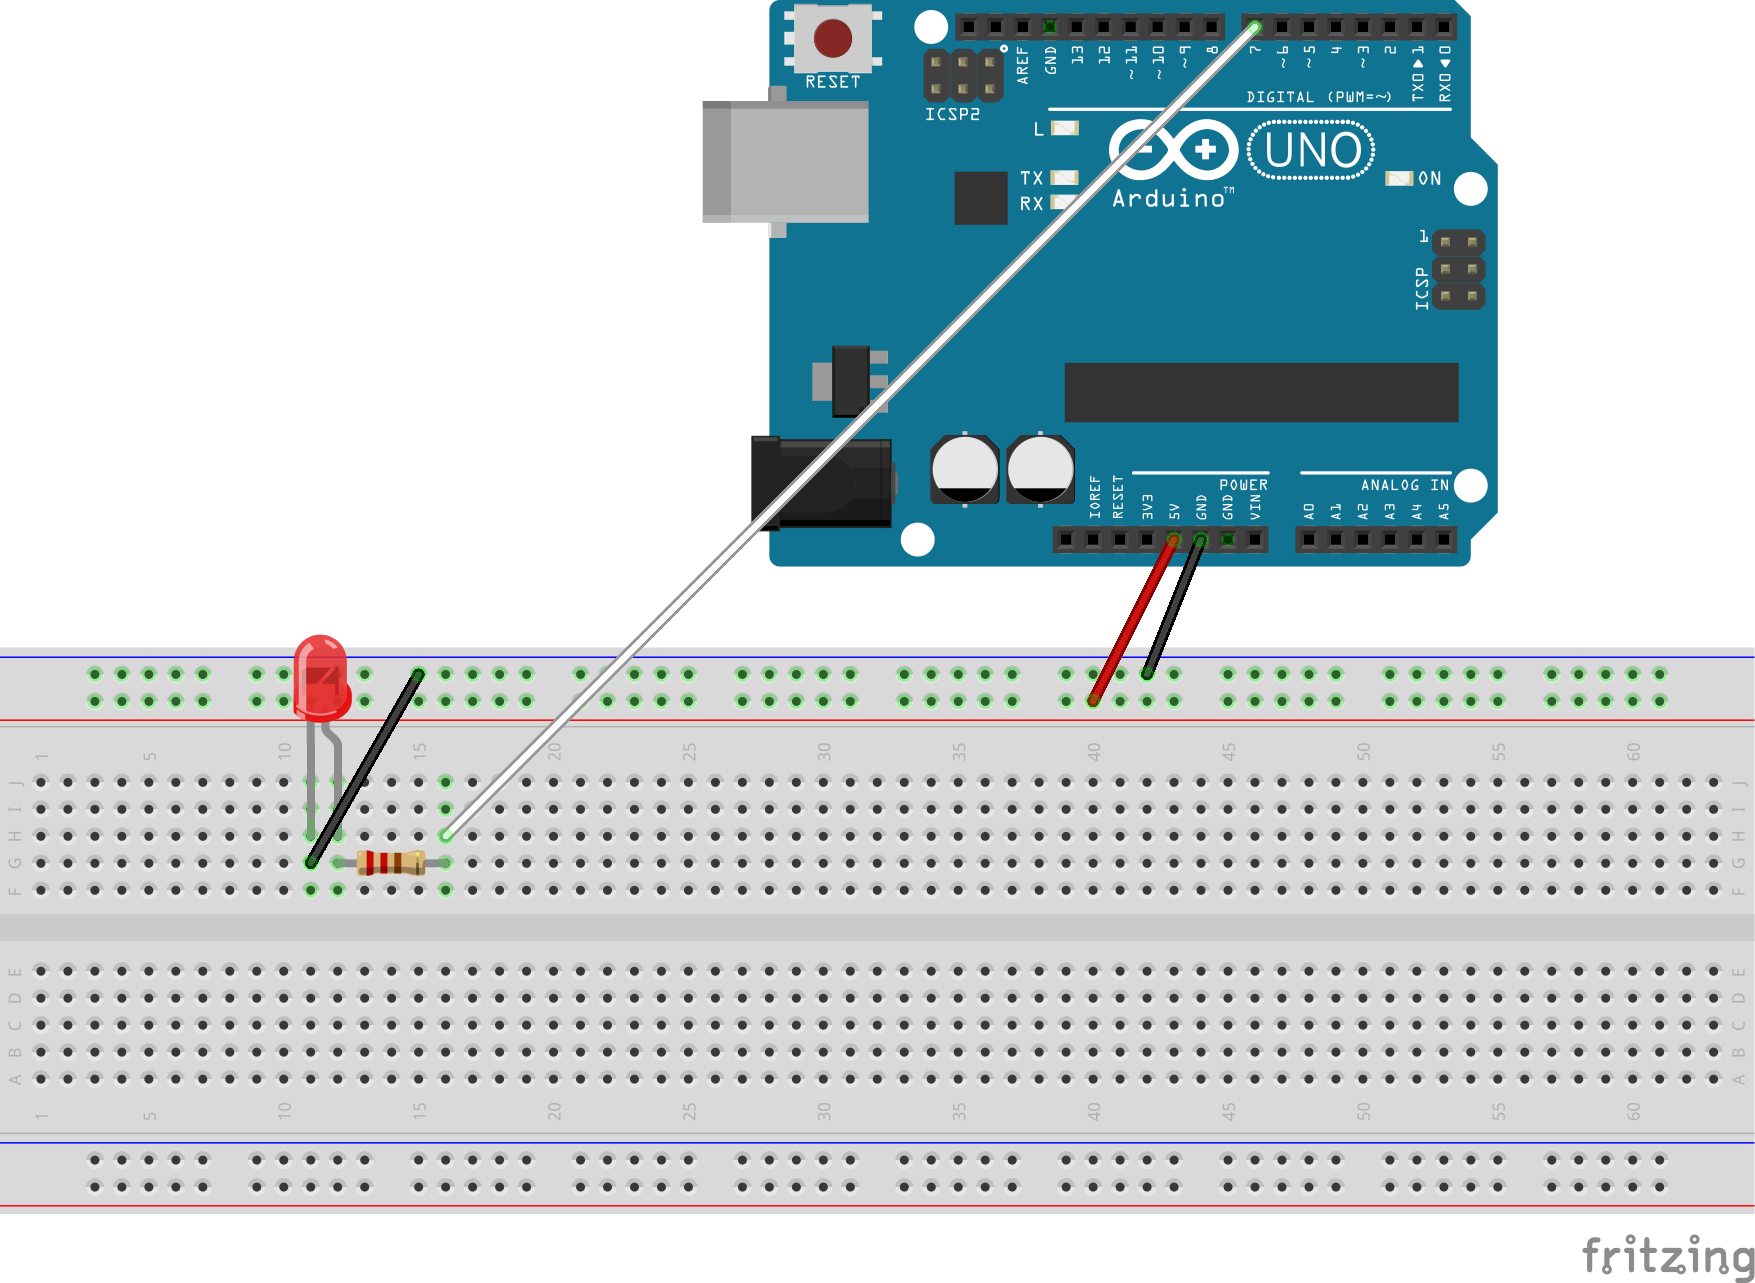 RESET
AREF
GND
13
12
~11
~10
~9
8
7
~6
~5
4
~3
2
TX0▶1
RX0◀0
ICSP2
DIGITAL (PWM=~)
L
UNO
TX
RX
Arduino™
ON
1
ICSP
IOREF
RESET
3V3
5V
GND
GND
VIN
POWER
ANALOG IN
A0
A1
A2
A3
A4
A5
1 5 10 15 20 25 30 35 40 45 50 55 60
J J
I I
H H
G G
F F
E E
D D
C C
B B
A A
1 5 10 15 20 25 30 35 40 45 50 55 60
fritzing